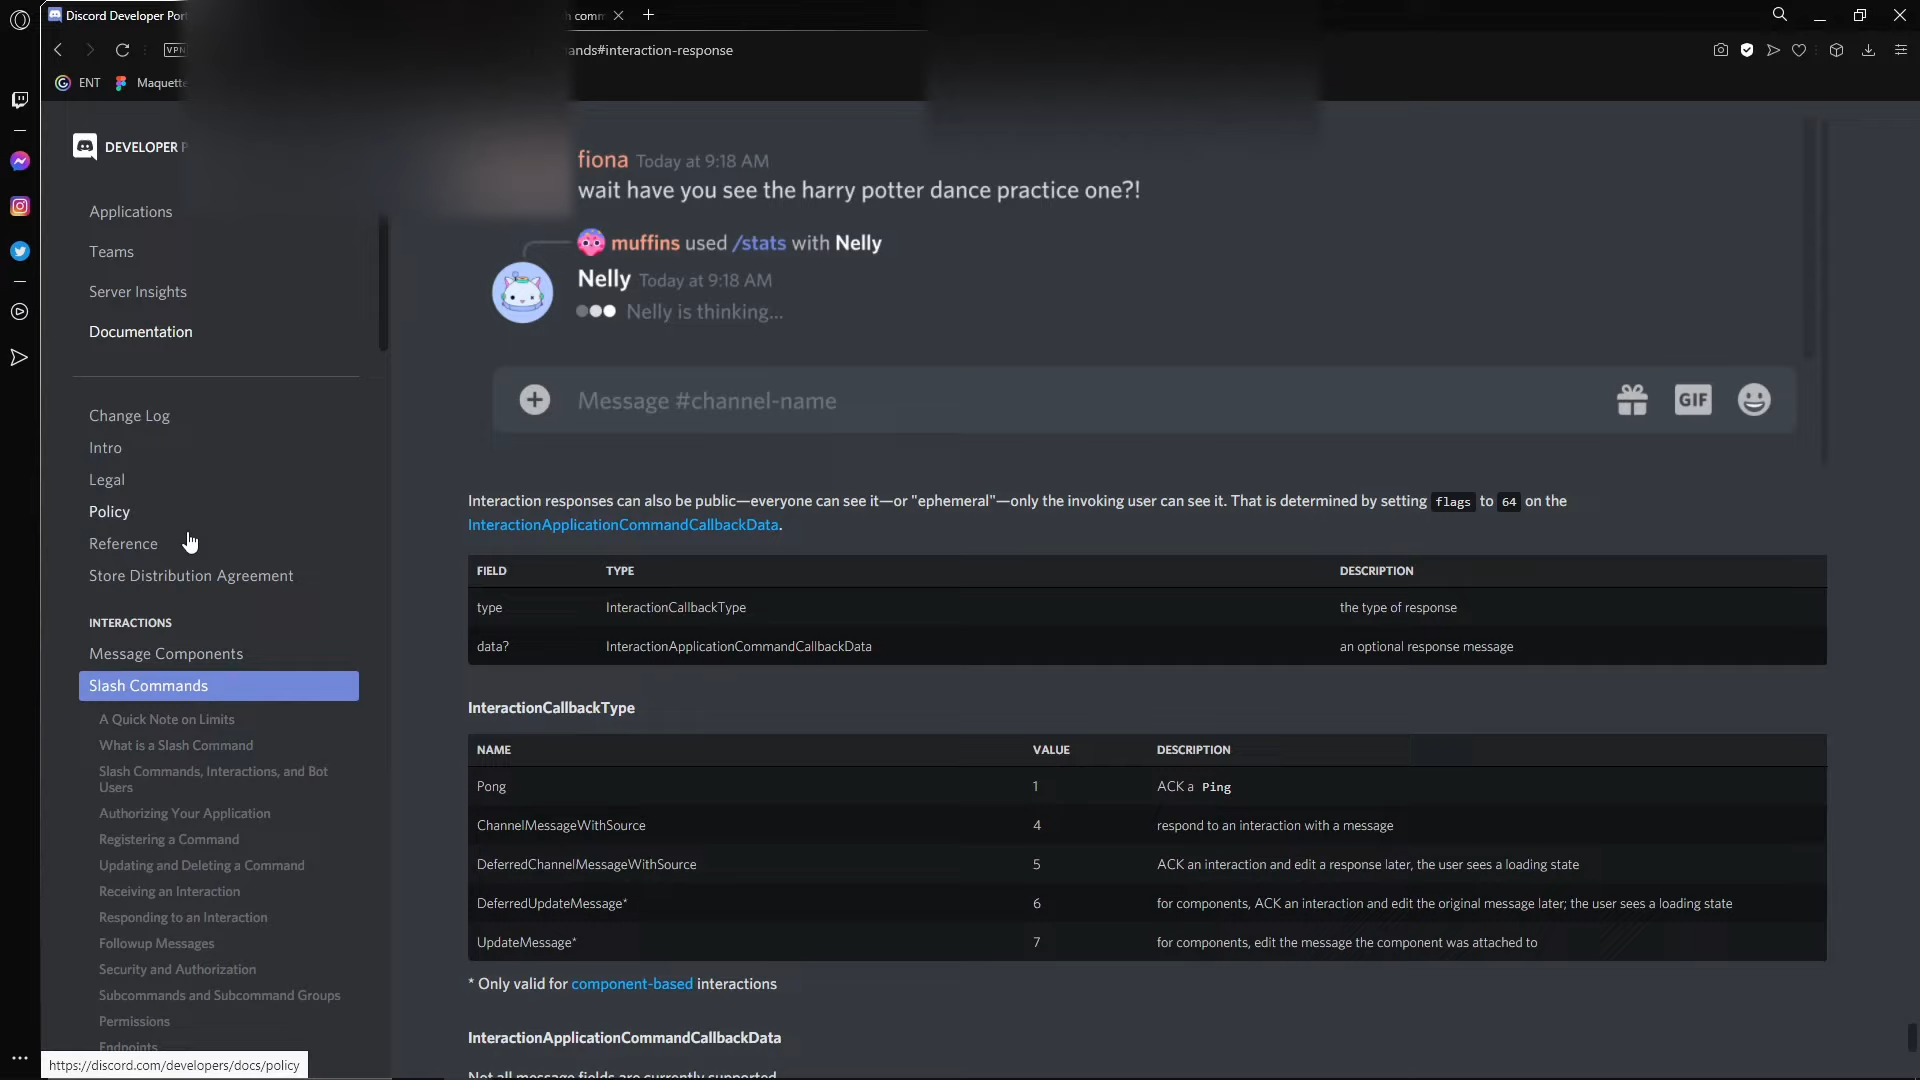 Discord Developer Port
h comm
VPN
ands#interaction-response
ENT
Maquette
DEVELOPER P
Applications
Teams
Server Insights
Documentation
Change Log
Intro
Legal
Policy
Reference
Store Distribution Agreement
INTERACTIONS
Message Components
Slash Commands
A Quick Note on Limits
What is a Slash Command
Slash Commands, Interactions, and Bot
Users
Authorizing Your Application
Registering a Command
Updating and Deleting a Command
Receiving an Interaction
Responding to an Interaction
Followup Messages
Security and Authorization
Subcommands and Subcommand Groups
Permissions
Endpoints
https://discord.com/developers/docs/policy
fiona Today at 9:18 AM
wait have you see the harry potter dance practice one?!
muffins used /stats with Nelly
Nelly Today at 9:18 AM
Nelly is thinking...
Message #channel-name
GIF
Interaction responses can also be public—everyone can see it—or "ephemeral"—only the invoking user can see it. That is determined by setting flags to 64 on the
InteractionApplicationCommandCallbackData.
FIELD TYPE DESCRIPTION
type InteractionCallbackType the type of response
data? InteractionApplicationCommandCallbackData an optional response message
InteractionCallbackType
NAME VALUE DESCRIPTION
Pong 1 ACK a Ping
ChannelMessageWithSource 4 respond to an interaction with a message
DeferredChannelMessageWithSource 5 ACK an interaction and edit a response later, the user sees a loading state
DeferredUpdateMessage* 6 for components, ACK an interaction and edit the original message later; the user sees a loading state
UpdateMessage* 7 for components, edit the message the component was attached to
* Only valid for component-based interactions
InteractionApplicationCommandCallbackData
Not all message fields are currently supported